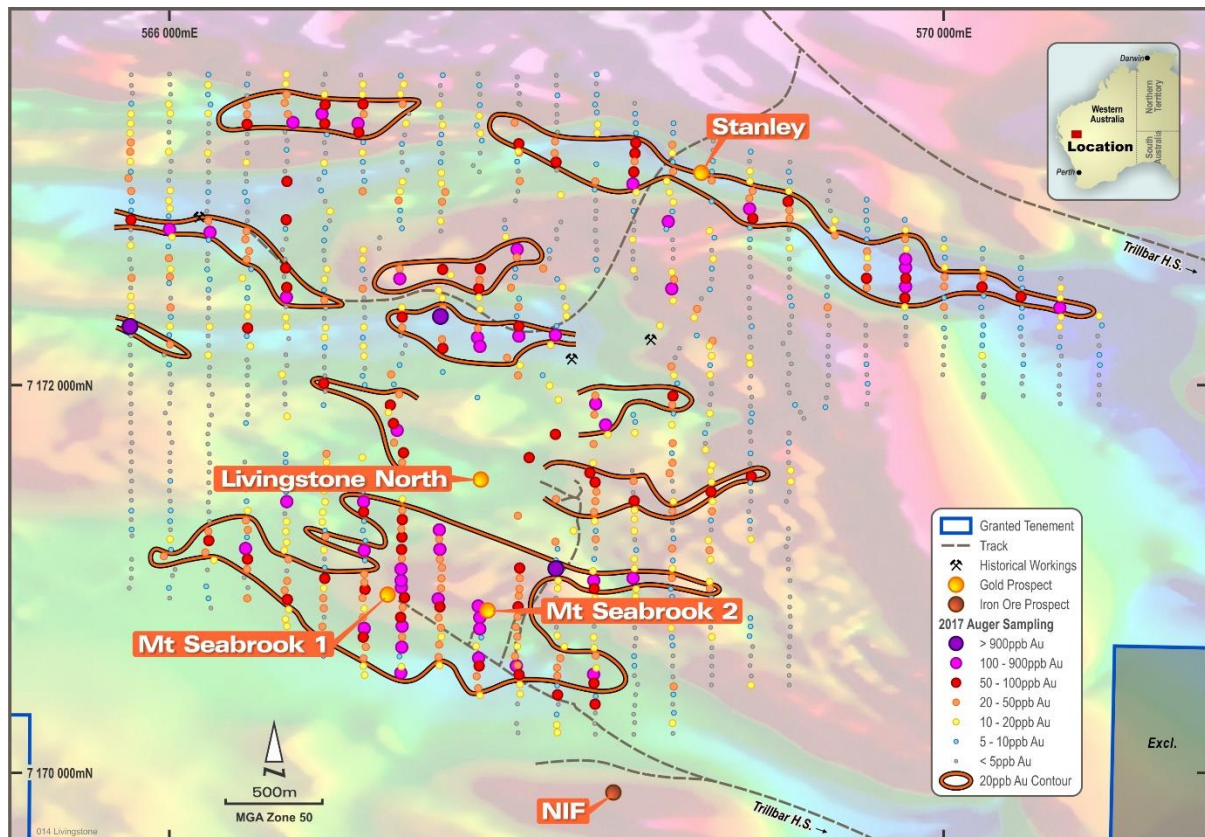 566 000mE
570 000mE
Darwin
Western
Australia
Northern
Territory
South
Australia
Location
Perth
Stanley
Trillbar H.S.
7 172 000mN
Livingstone North
Mt Seabrook 1
Mt Seabrook 2
Granted Tenement
Track
Historical Workings
Gold Prospect
Iron Ore Prospect
2017 Auger Sampling
> 900ppb Au
100 - 900ppb Au
50 - 100ppb Au
20 - 50ppb Au
10 - 20ppb Au
5 - 10ppb Au
< 5ppb Au
20ppb Au Contour
Excl.
7 170 000mN
N
500m
MGA Zone 50
NIF
Trillbar H.S.
014 Livingstone